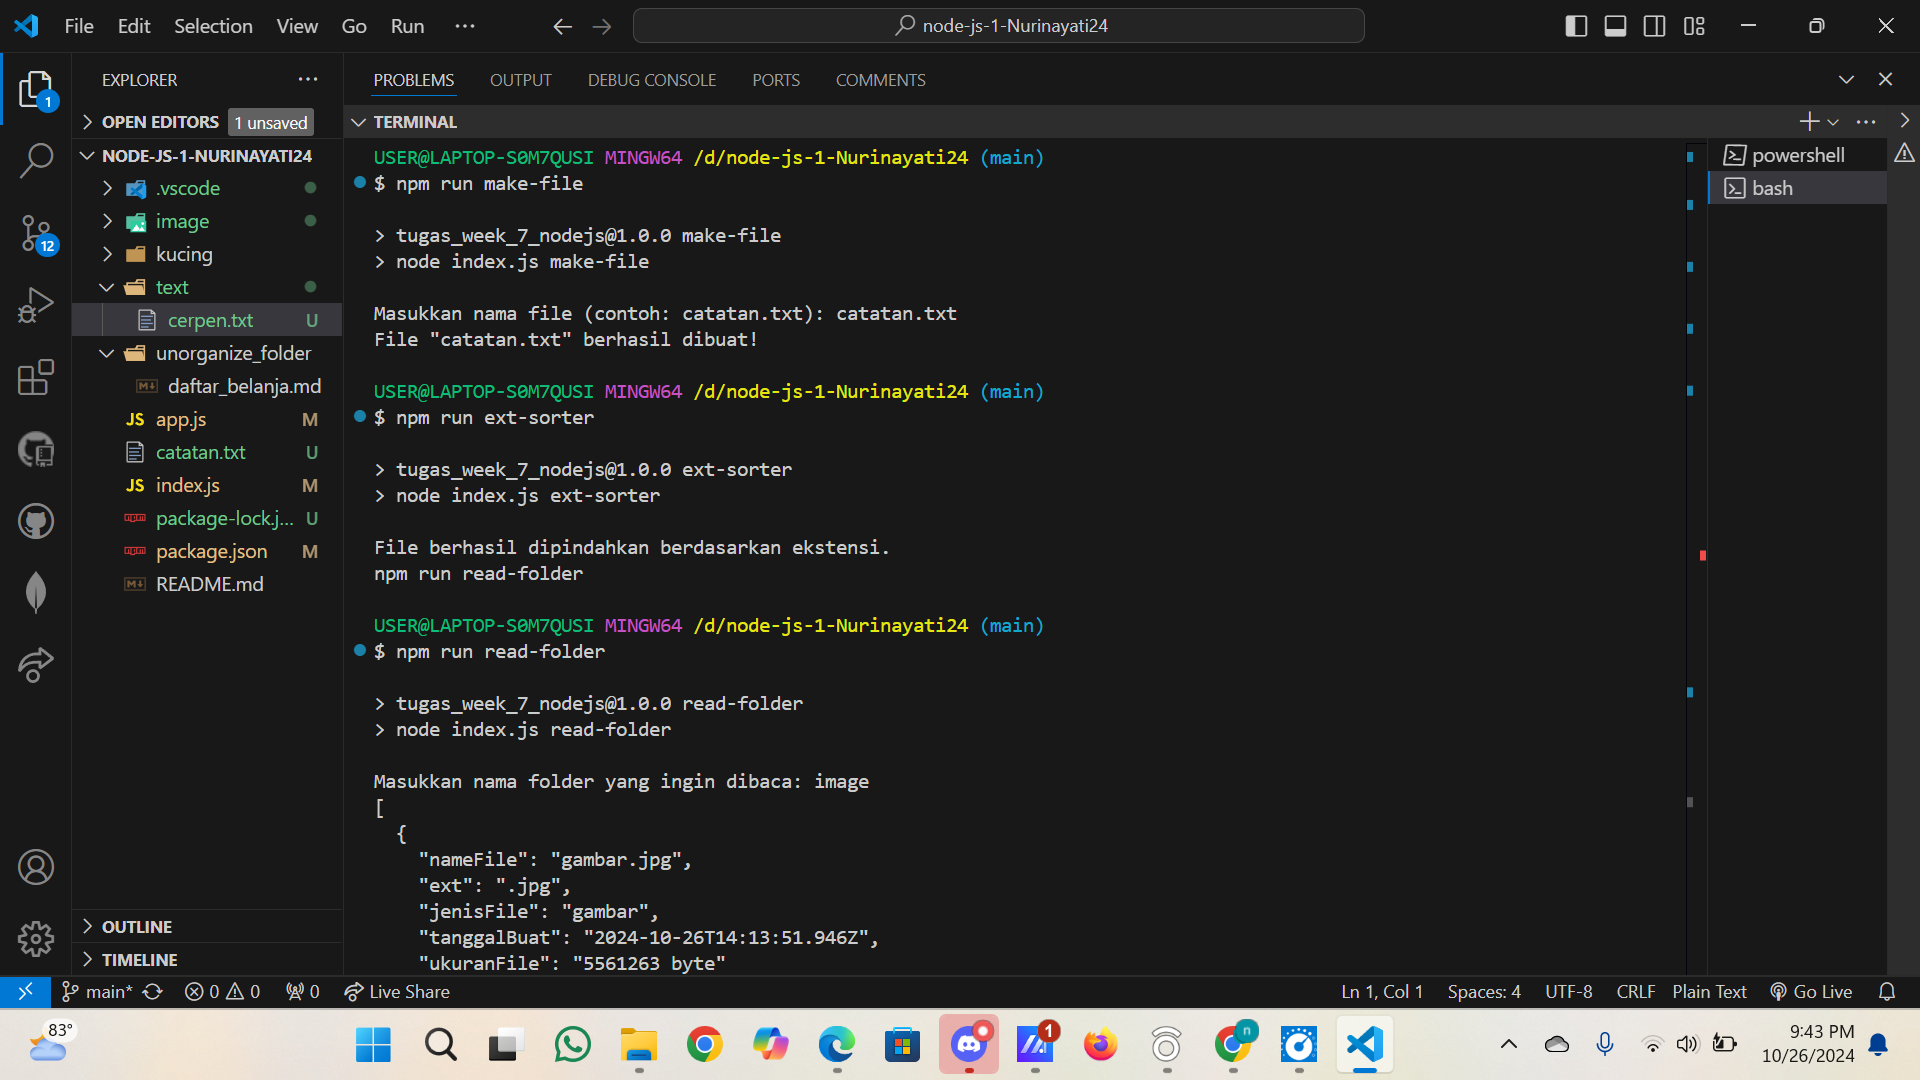 File Edit Selection View Go Run ··· node-js-1-Nurinayati24
EXPLORER ···
OPEN EDITORS 1 unsaved
NODE-JS-1-NURINAYATI24
.vscode
image
kucing
text
cerpen.txt U
unorganize_folder
daftar_belanja.md
JS app.js M
catatan.txt U
JS index.js M
package-lock.j... U
package.json M
README.md
OUTLINE
TIMELINE
1
12
PROBLEMS OUTPUT DEBUG CONSOLE PORTS COMMENTS
TERMINAL
powershell
bash
USER@LAPTOP-S0M7QUSI MINGW64 /d/node-js-1-Nurinayati24 (main)
$ npm run make-file
> tugas_week_7_nodejs@1.0.0 make-file
> node index.js make-file
Masukkan nama file (contoh: catatan.txt): catatan.txt
File "catatan.txt" berhasil dibuat!
USER@LAPTOP-S0M7QUSI MINGW64 /d/node-js-1-Nurinayati24 (main)
$ npm run ext-sorter
> tugas_week_7_nodejs@1.0.0 ext-sorter
> node index.js ext-sorter
File berhasil dipindahkan berdasarkan ekstensi.
npm run read-folder
USER@LAPTOP-S0M7QUSI MINGW64 /d/node-js-1-Nurinayati24 (main)
$ npm run read-folder
> tugas_week_7_nodejs@1.0.0 read-folder
> node index.js read-folder
Masukkan nama folder yang ingin dibaca: image
[
{
"nameFile": "gambar.jpg",
"ext": ".jpg",
"jenisFile": "gambar",
"tanggalBuat": "2024-10-26T14:13:51.946Z",
"ukuranFile": "5561263 byte"
main* 0 0 0 Live Share Ln 1, Col 1 Spaces: 4 UTF-8 CRLF Plain Text Go Live
83°
1
n
9:43 PM
10/26/2024